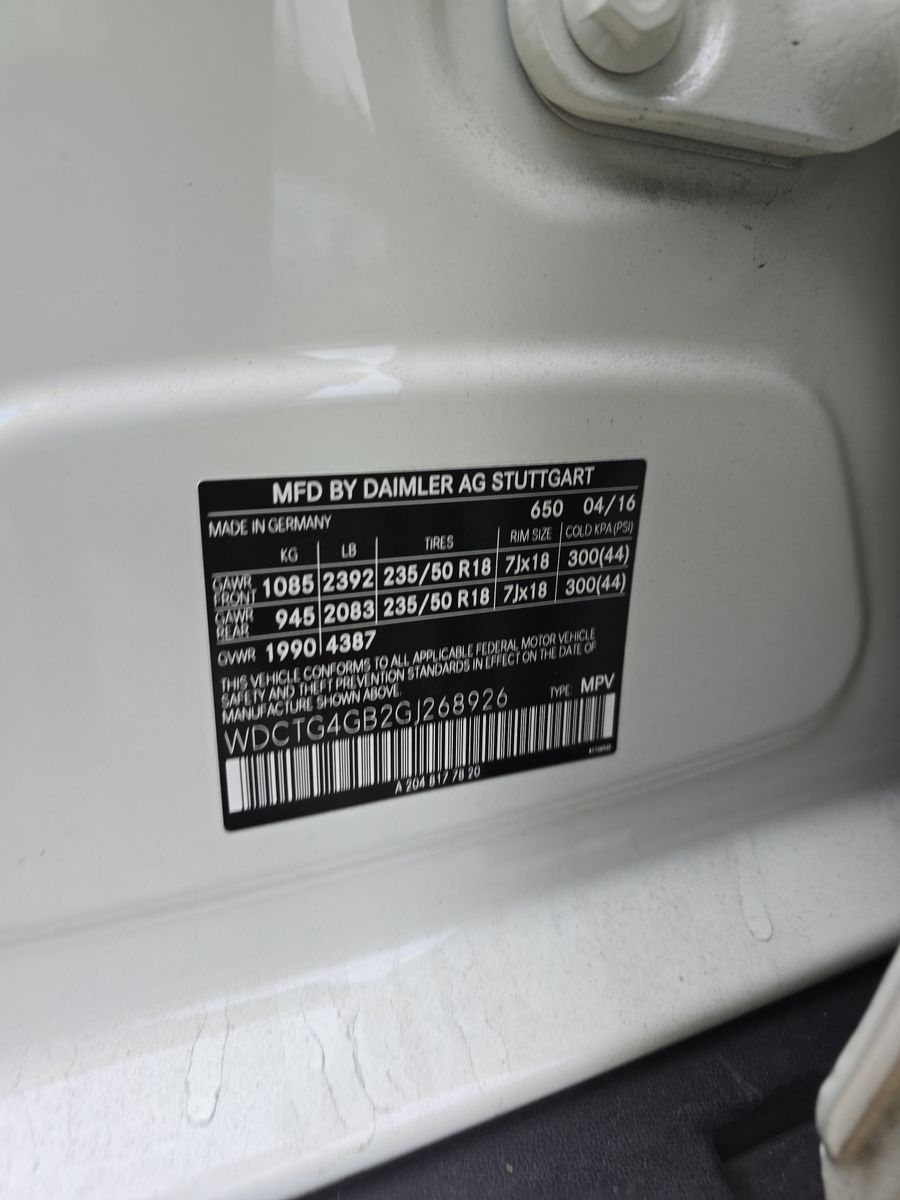 MFD BY DAIMLER AG STUTTGART
MADE IN GERMANY 650 04/16
KG LB TIRES RIM SIZE COLD KPA (PSI)
GAWR FRONT 1085 2392 235/50 R18 7Jx18 300(44)
GAWR REAR 945 2083 235/50 R18 7Jx18 300(44)
GVWR 1990 4387
THIS VEHICLE CONFORMS TO ALL APPLICABLE FEDERAL MOTOR VEHICLE
SAFETY AND THEFT PREVENTION STANDARDS IN EFFECT ON THE DATE OF
MANUFACTURE SHOWN ABOVE.
WDCTG4GB2GJ268926 TYPE: MPV
A 204 817 78 20